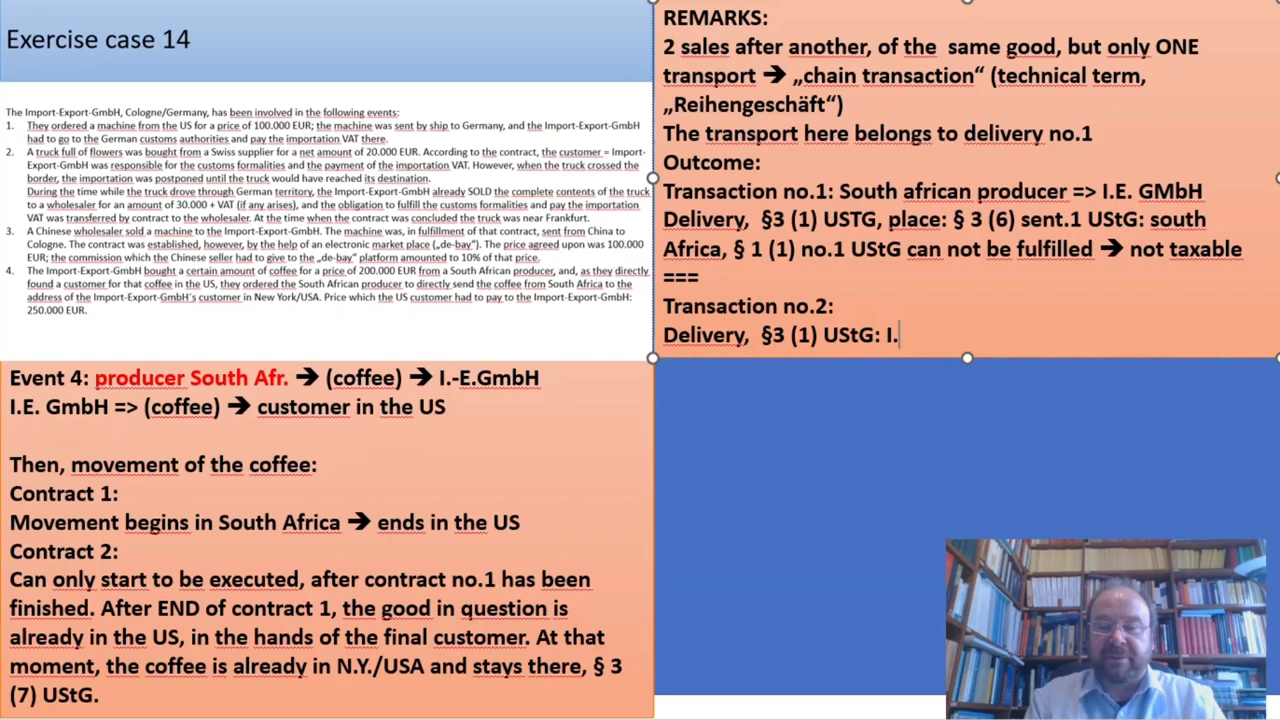 Exercise case 14
The Import-Export-GmbH, Cologne/Germany, has been involved in the following events:
1. They ordered a machine from the US for a price of 100.000 EUR; the machine was sent by ship to Germany, and the Import-Export-GmbH
had to go to the German customs authorities and pay the importation VAT there.
2. A truck full of flowers was bought from a Swiss supplier for a net amount of 20.000 EUR. According to the contract, the customer = Import-
Export-GmbH was responsible for the customs formalities and the payment of the importation VAT. However, when the truck crossed the
border, the importation was postponed until the truck would have reached its destination.
During the time while the truck drove through German territory, the Import-Export-GmbH already SOLD the complete contents of the truck
to a wholesaler for an amount of 30.000 + VAT (if any arises), and the obligation to fulfill the customs formalities and pay the importation
VAT was transferred by contract to the wholesaler. At the time when the contract was concluded the truck was near Frankfurt.
3. A Chinese wholesaler sold a machine to the Import-Export-GmbH. The machine was, in fulfillment of that contract, sent from China to
Cologne. The contract was established, however, by the help of an electronic market place („de-bay“). The price agreed upon was 100.000
EUR; the commission which the Chinese seller had to give to the „de-bay“ platform amounted to 10% of that price.
4. The Import-Export-GmbH bought a certain amount of coffee for a price of 200.000 EUR from a South African producer, and, as they directly
found a customer for that coffee in the US, they ordered the South African producer to directly send the coffee from South Africa to the
address of the Import-Export-GmbH´s customer in New York/USA. Price which the US customer had to pay to the Import-Export-GmbH:
250.000 EUR.
REMARKS:
2 sales after another, of the same good, but only ONE
transport ➔ „chain transaction“ (technical term,
„Reihengeschäft“)
The transport here belongs to delivery no.1
Outcome:
Transaction no.1: South african producer => I.E. GMbH
Delivery, §3 (1) USTG, place: § 3 (6) sent.1 UStG: south
Africa, § 1 (1) no.1 UStG can not be fulfilled ➔ not taxable
===
Transaction no.2:
Delivery, §3 (1) UStG: I.
Event 4: producer South Afr. ➔ (coffee) ➔ I.-E.GmbH
I.E. GmbH => (coffee) ➔ customer in the US
Then, movement of the coffee:
Contract 1:
Movement begins in South Africa ➔ ends in the US
Contract 2:
Can only start to be executed, after contract no.1 has been
finished. After END of contract 1, the good in question is
already in the US, in the hands of the final customer. At that
moment, the coffee is already in N.Y./USA and stays there, § 3
(7) UStG.